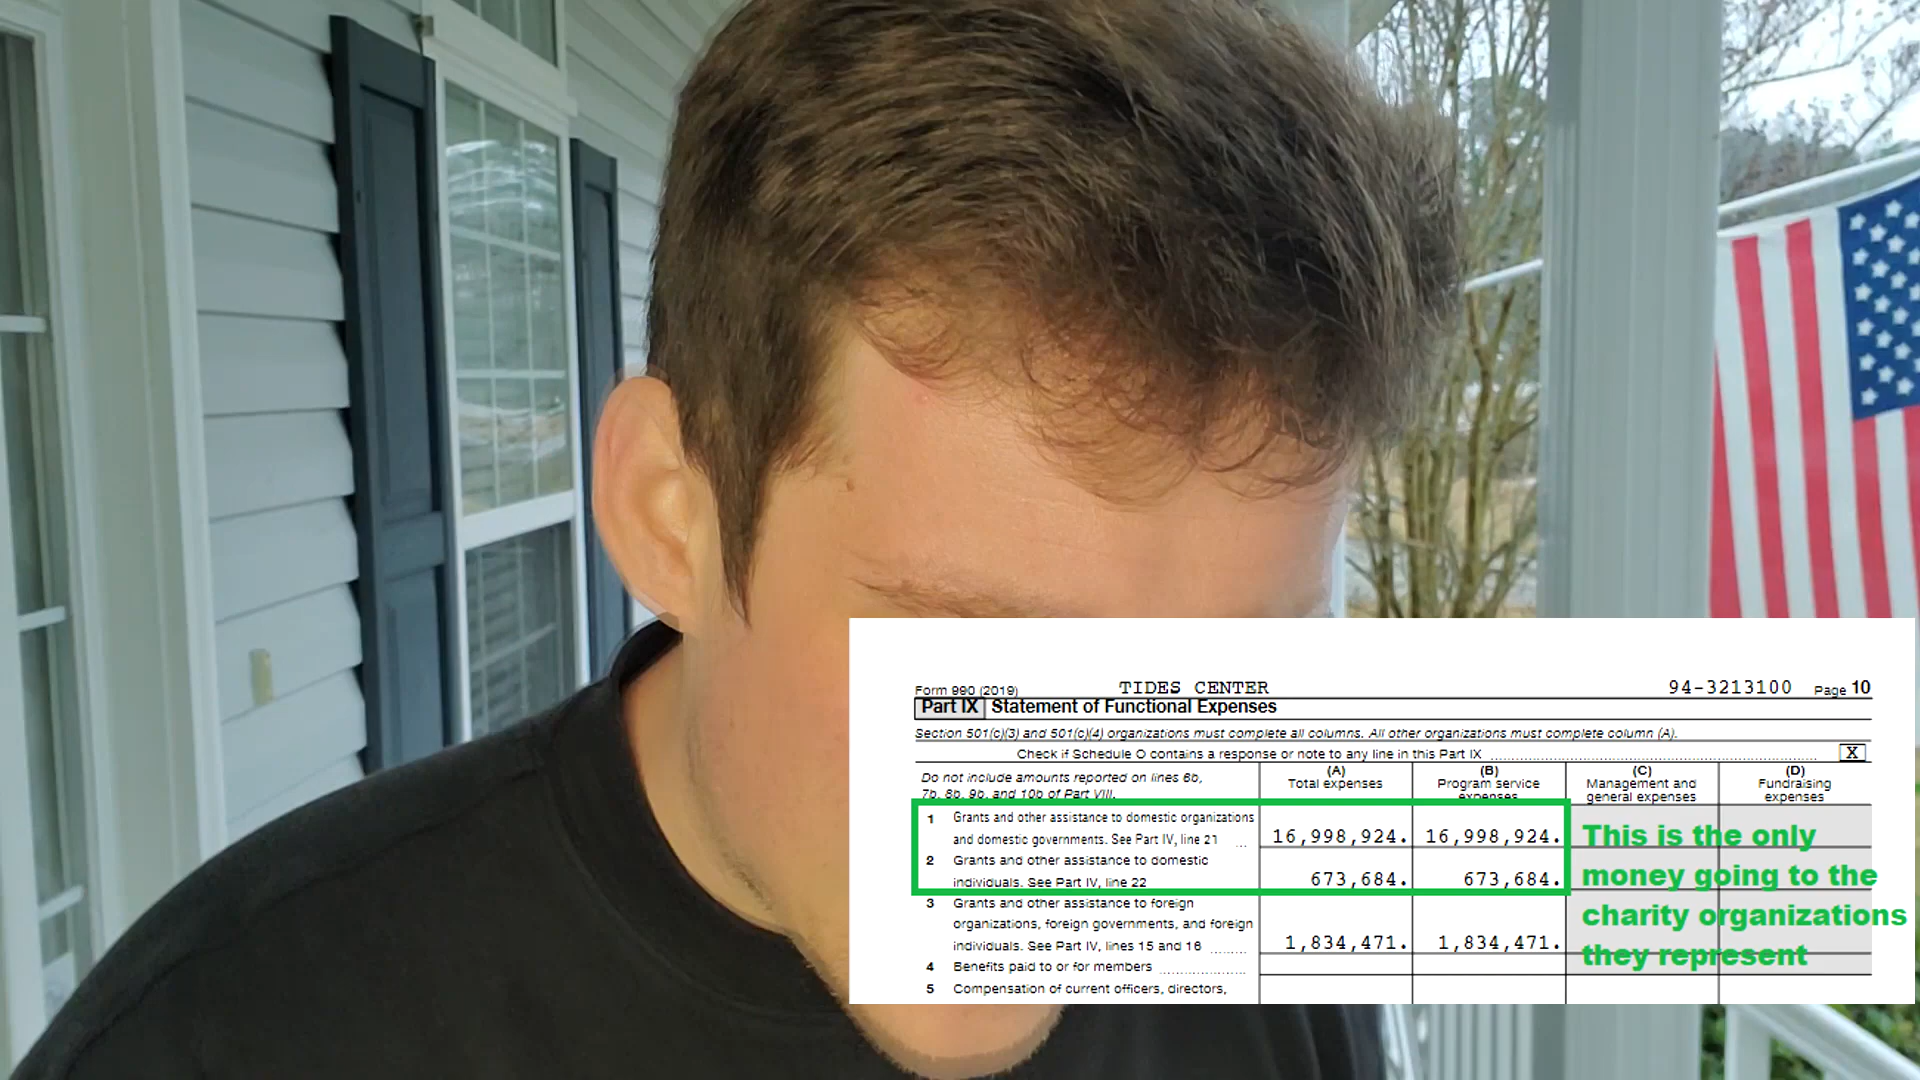 Form 990 (2019) TIDES CENTER 94-3213100 Page 10
Part IX Statement of Functional Expenses
Section 501(c)(3) and 501(c)(4) organizations must complete all columns. All other organizations must complete column (A).
Check if Schedule O contains a response or note to any line in this Part IX X
Do not include amounts reported on lines 6b,
7b, 8b, 9b, and 10b of Part VIII.
(A)
Total expenses
(B)
Program service
expenses
(C)
Management and
general expenses
(D)
Fundraising
expenses
1 Grants and other assistance to domestic organizations
and domestic governments. See Part IV, line 21 ... 16,998,924. 16,998,924.
2 Grants and other assistance to domestic
individuals. See Part IV, line 22 673,684. 673,684.
3 Grants and other assistance to foreign
organizations, foreign governments, and foreign
individuals. See Part IV, lines 15 and 16 1,834,471. 1,834,471.
4 Benefits paid to or for members
5 Compensation of current officers, directors,
This is the only
money going to the
charity organizations
they represent